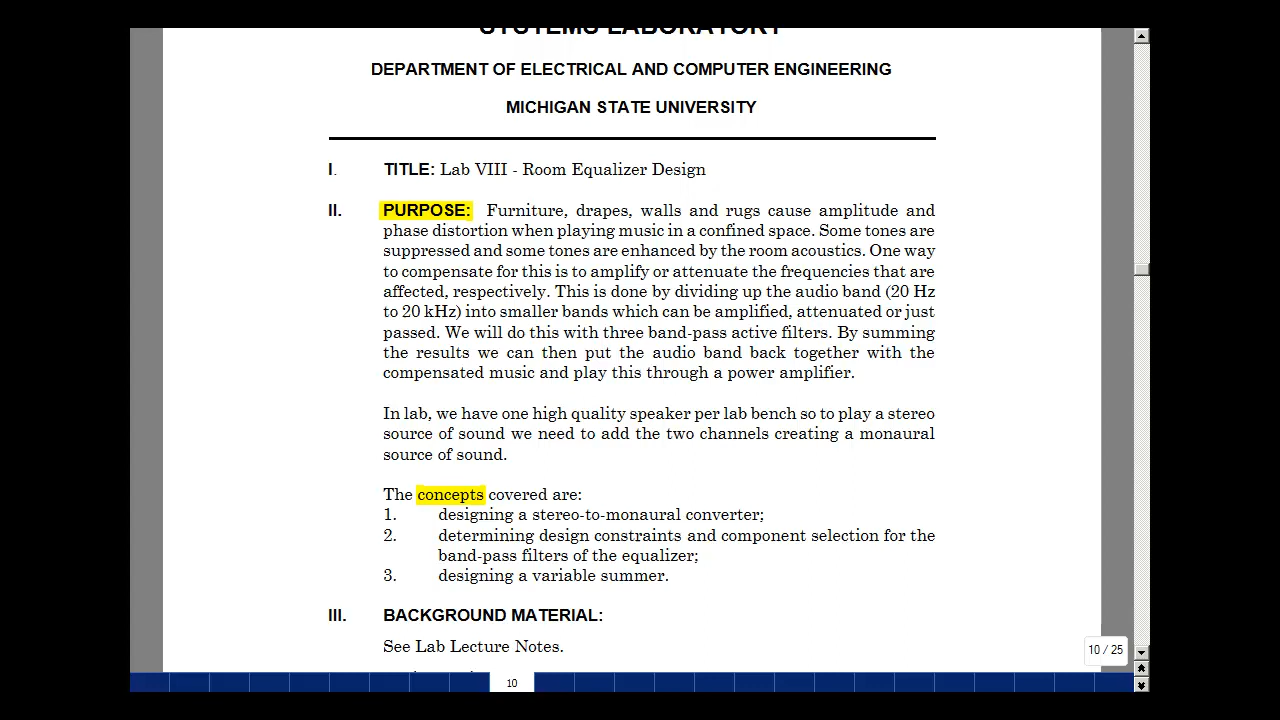 SYSTEMS LABORATORY
DEPARTMENT OF ELECTRICAL AND COMPUTER ENGINEERING
MICHIGAN STATE UNIVERSITY
I. TITLE: Lab VIII - Room Equalizer Design
II. PURPOSE: Furniture, drapes, walls and rugs cause amplitude and
phase distortion when playing music in a confined space. Some tones are
suppressed and some tones are enhanced by the room acoustics. One way
to compensate for this is to amplify or attenuate the frequencies that are
affected, respectively. This is done by dividing up the audio band (20 Hz
to 20 kHz) into smaller bands which can be amplified, attenuated or just
passed. We will do this with three band-pass active filters. By summing
the results we can then put the audio band back together with the
compensated music and play this through a power amplifier.
In lab, we have one high quality speaker per lab bench so to play a stereo
source of sound we need to add the two channels creating a monaural
source of sound.
The concepts covered are:
1. designing a stereo-to-monaural converter;
2. determining design constraints and component selection for the
band-pass filters of the equalizer;
3. designing a variable summer.
III. BACKGROUND MATERIAL:
See Lab Lecture Notes.
10 / 25
10